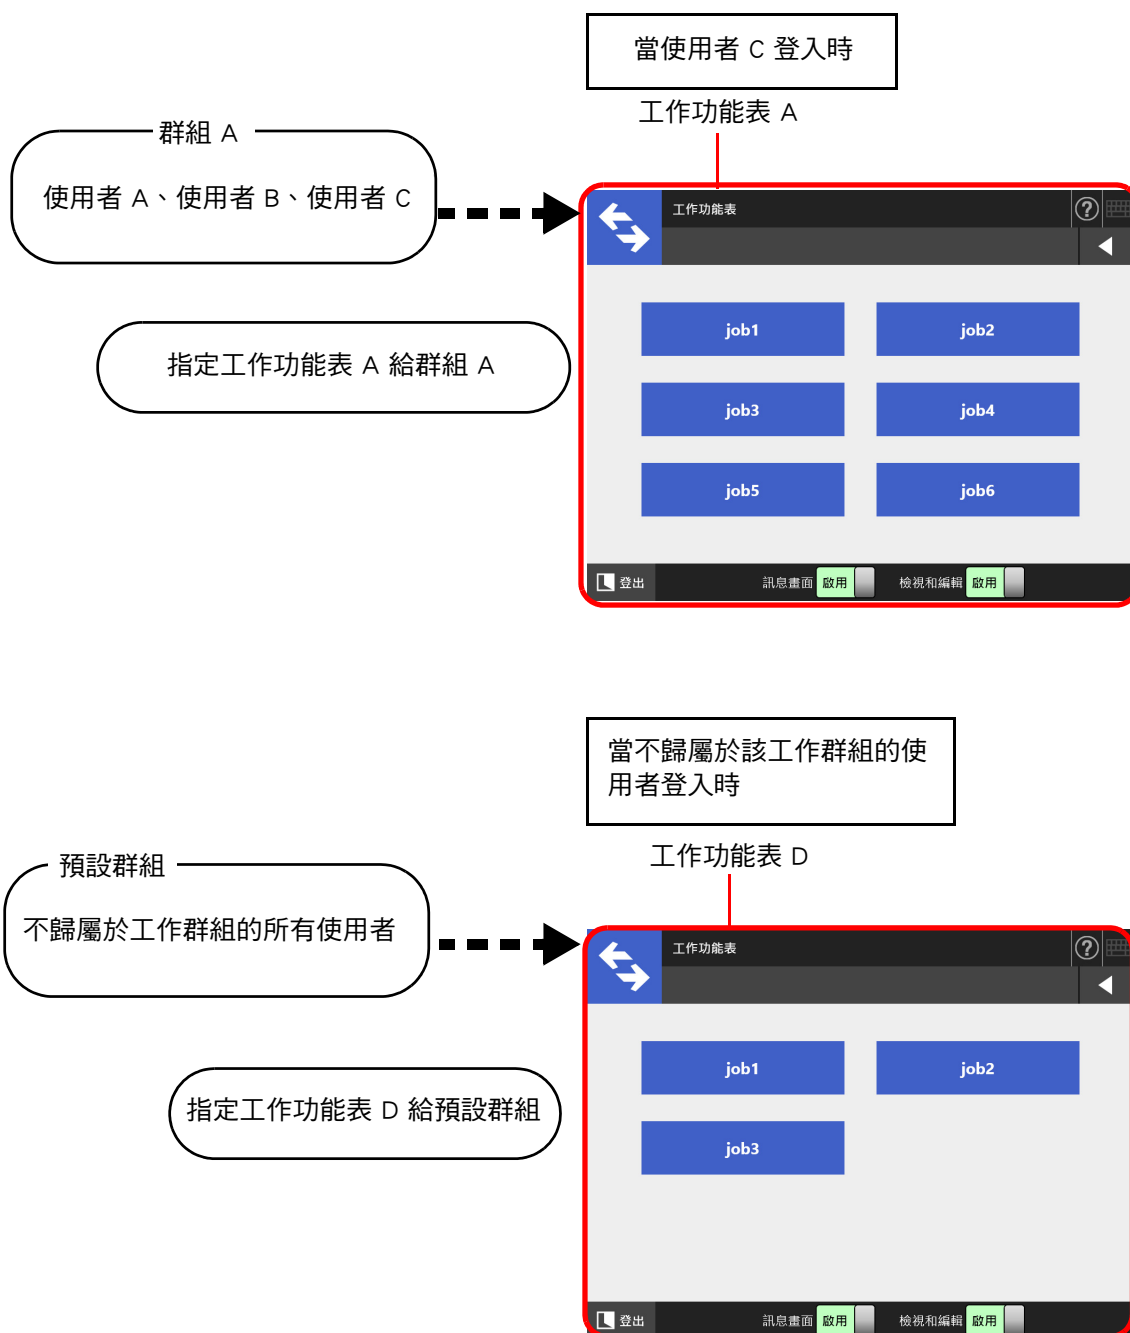 當使用者 C 登入時
工作功能表 A
群組 A
使用者 A、使用者 B、使用者 C
指定工作功能表 A 給群組 A
工作功能表
?
job1
job2
job3
job4
job5
job6
登出
訊息畫面
啟用
檢視和編輯
啟用
當不歸屬於該工作群組的使
用者登入時
工作功能表 D
預設群組
不歸屬於工作群組的所有使用者
指定工作功能表 D 給預設群組
工作功能表
?
job1
job2
job3
登出
訊息畫面
啟用
檢視和編輯
啟用